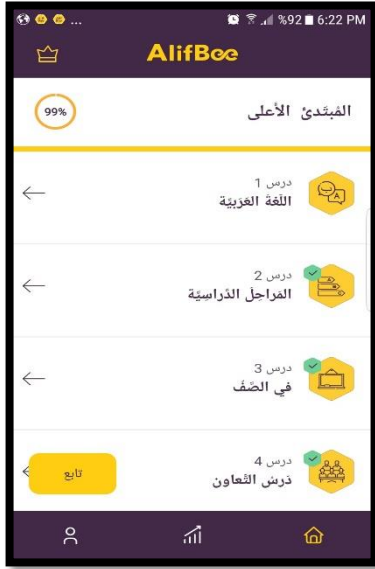 %92 6:22 PM
AlifBee
المُبتَدئ الأعلى
99%
درس 1
اللّغة العَرَبيّة
درس 2
المَراحِل الدّراسِيّة
درس 3
في الصَّفّ
درس 4
دَرسُ التَّعاون
تابع